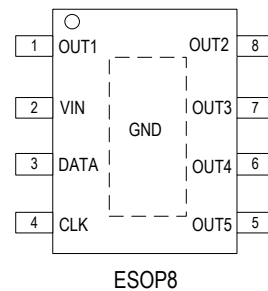 1 OUT1 OUT2 8
2 VIN OUT3 7
GND
3 DATA OUT4 6
4 CLK OUT5 5
ESOP8